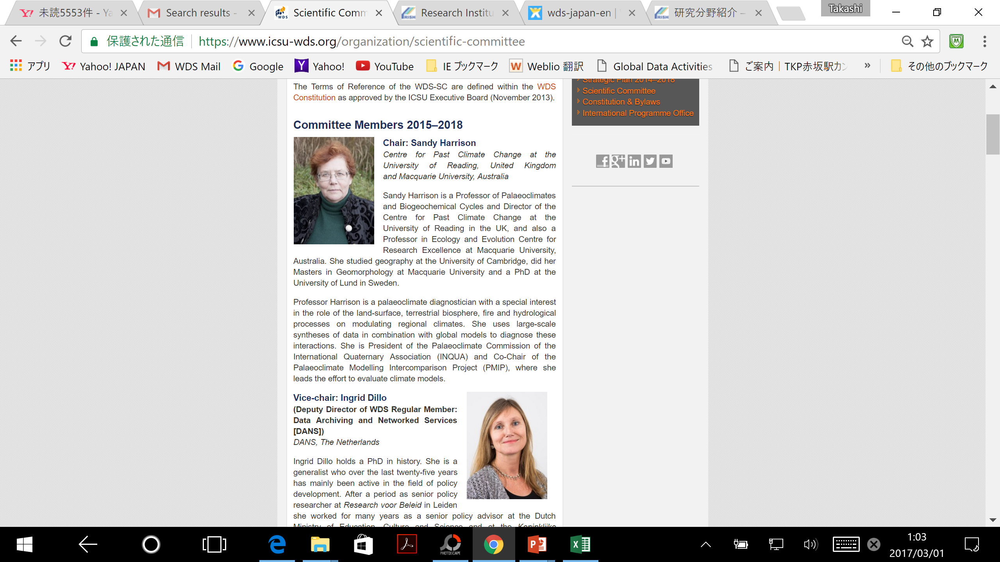 未読5553件 - Ya
Search results -
Scientific Comm
Research Institu
wds-japan-en |
研究分野紹介 –
Takashi
保護された通信
https://www.icsu-wds.org/organization/scientific-committee
アプリ
Yahoo! JAPAN
WDS Mail
Google
Yahoo!
YouTube
IE ブックマーク
Weblio 翻訳
Global Data Activities
ご案内｜TKP赤坂駅カン
»
その他のブックマーク
The Terms of Reference of the WDS-SC are defined within the WDS
Constitution as approved by the ICSU Executive Board (November 2013).
Committee Members 2015–2018
Chair: Sandy Harrison
Centre for Past Climate Change at the
University of Reading, United Kingdom
and Macquarie University, Australia
Sandy Harrison is a Professor of Palaeoclimates
and Biogeochemical Cycles and Director of the
Centre for Past Climate Change at the
University of Reading in the UK, and also a
Professor in Ecology and Evolution Centre for
Research Excellence at Macquarie University,
Australia. She studied geography at the University of Cambridge, did her
Masters in Geomorphology at Macquarie University and a PhD at the
University of Lund in Sweden.
Professor Harrison is a palaeoclimate diagnostician with a special interest
in the role of the land-surface, terrestrial biosphere, fire and hydrological
processes on modulating regional climates. She uses large-scale
syntheses of data in combination with global models to diagnose these
interactions. She is President of the Palaeoclimate Commission of the
International Quaternary Association (INQUA) and Co-Chair of the
Palaeoclimate Modelling Intercomparison Project (PMIP), where she
leads the effort to evaluate climate models.
Vice-chair: Ingrid Dillo
(Deputy Director of WDS Regular Member:
Data Archiving and Networked Services
[DANS])
DANS, The Netherlands
Ingrid Dillo holds a PhD in history. She is a
generalist who over the last twenty-five years
has mainly been active in the field of policy
development. After a period as senior policy
researcher at Research voor Beleid in Leiden
she worked for many years as a senior policy advisor at the Dutch
Ministry of Education, Culture and Science and at the Koninklijke
Strategic Plan 2014–2018
Scientific Committee
Constitution & Bylaws
International Programme Office
PHOTOSCAPE
1:03
2017/03/01